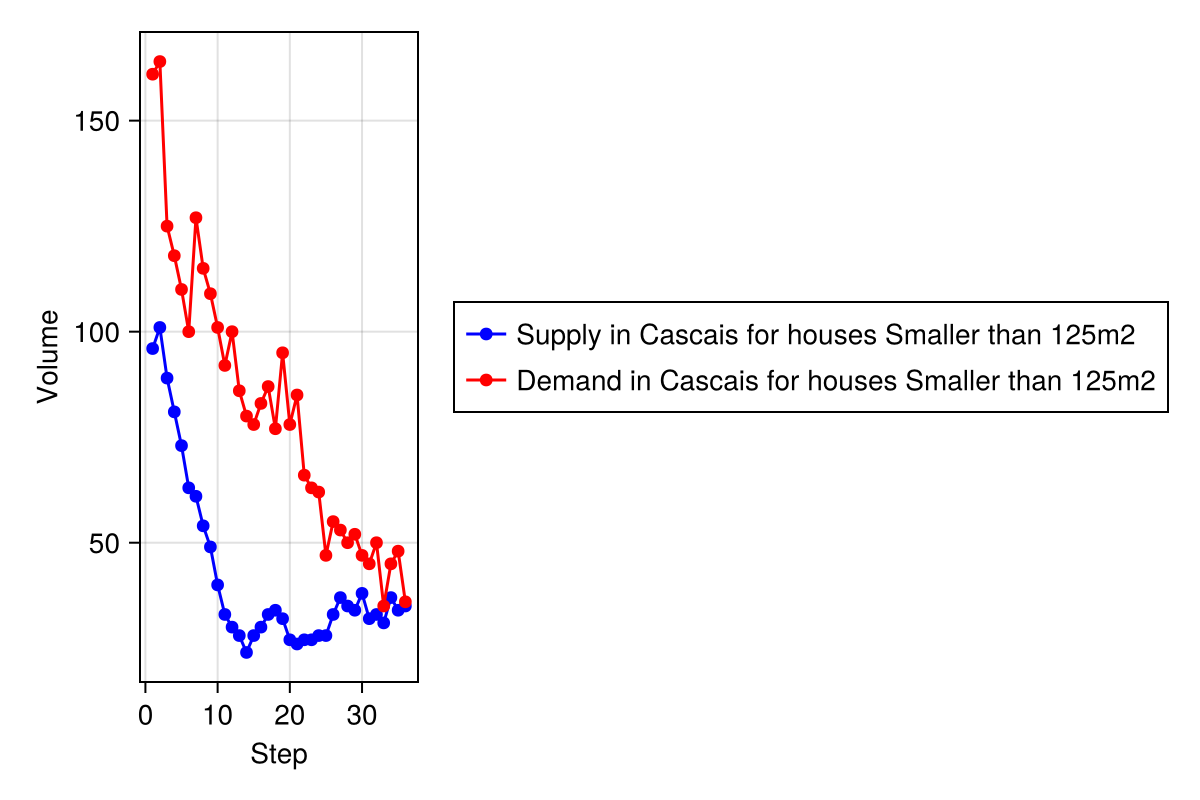 150
100
50
Volume
0 10 20 30
Step
Supply in Cascais for houses Smaller than 125m2
Demand in Cascais for houses Smaller than 125m2